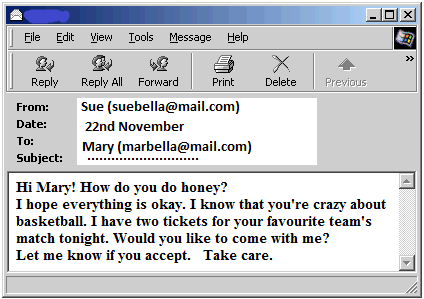 File Edit View Tools Message Help
Reply Reply All Forward Print Delete Previous »
From: Sue (suebella@mail.com)
Date: 22nd November
To: Mary (marbella@mail.com)
Subject: ............................
Hi Mary! How do you do honey?
I hope everything is okay. I know that you're crazy about
basketball. I have two tickets for your favourite team's
match tonight. Would you like to come with me?
Let me know if you accept. Take care.